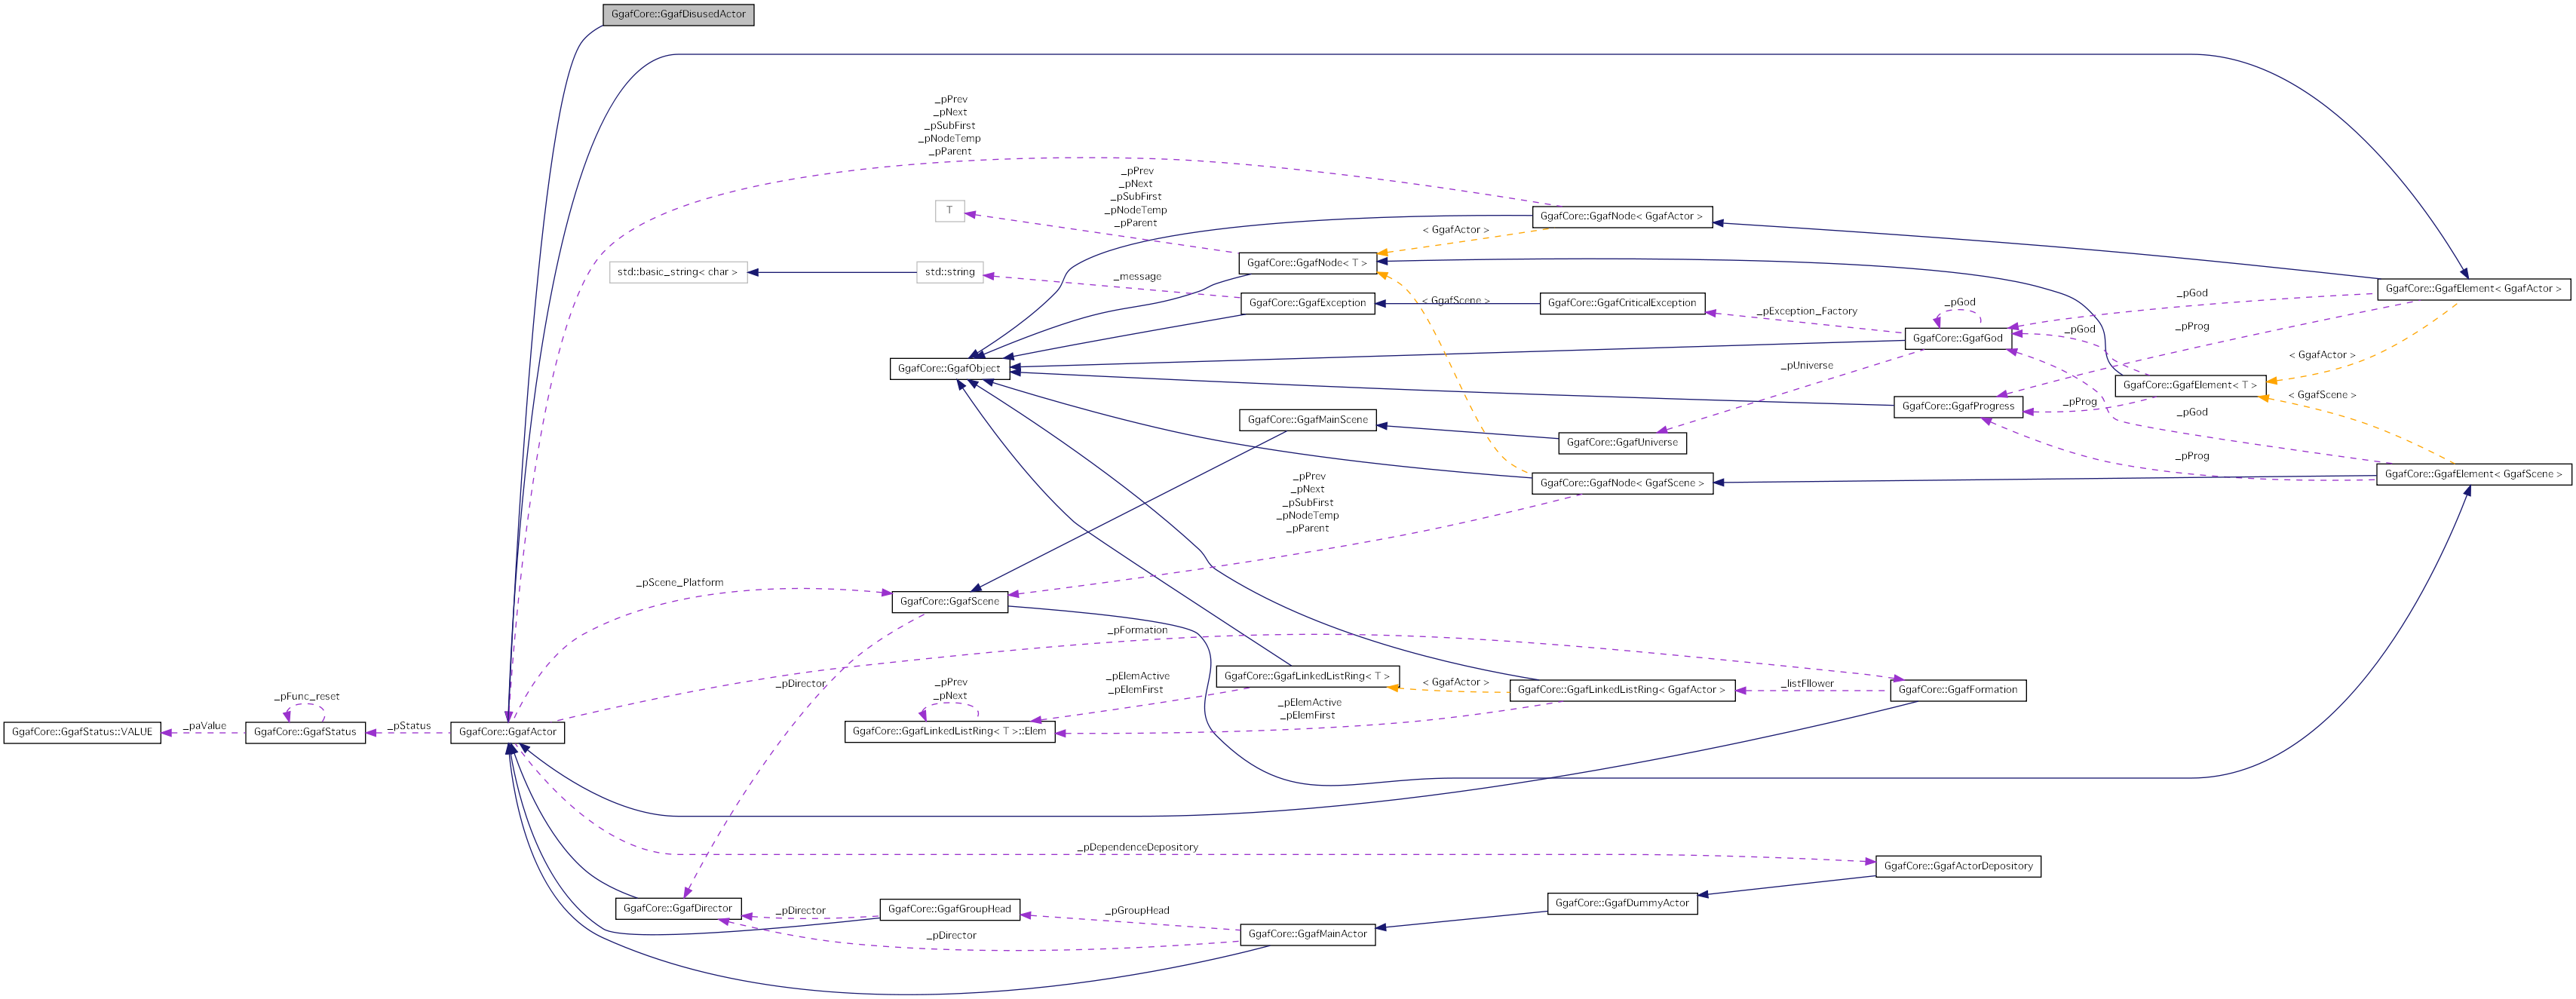 GgafCore::GgafDisusedActor
_pPrev
_pNext
_pSubFirst
_pNodeTemp
_pParent
_pPrev
_pNext
_pSubFirst
_pNodeTemp
_pParent
T
GgafCore::GgafNode< GgafActor >
< GgafActor >
GgafCore::GgafNode< T >
std::basic_string< char >
std::string
_message
GgafCore::GgafException
< GgafScene >
GgafCore::GgafCriticalException
_pException_Factory
_pGod
GgafCore::GgafGod
_pGod
GgafCore::GgafElement< GgafActor >
_pGod
_pProg
< GgafActor >
GgafCore::GgafObject
_pUniverse
GgafCore::GgafElement< T >
< GgafScene >
GgafCore::GgafProgress
_pProg
_pGod
GgafCore::GgafMainScene
GgafCore::GgafUniverse
_pProg
GgafCore::GgafElement< GgafScene >
_pPrev
_pNext
_pSubFirst
_pNodeTemp
_pParent
GgafCore::GgafNode< GgafScene >
_pScene_Platform
GgafCore::GgafScene
_pFormation
_pDirector
GgafCore::GgafLinkedListRing< T >
_pPrev
_pNext
_pElemActive
_pElemFirst
< GgafActor >
GgafCore::GgafLinkedListRing< GgafActor >
_listFllower
GgafCore::GgafFormation
_pElemActive
_pElemFirst
_pFunc_reset
GgafCore::GgafStatus::VALUE
_paValue
GgafCore::GgafStatus
_pStatus
GgafCore::GgafActor
GgafCore::GgafLinkedListRing< T >::Elem
_pDependenceDepository
GgafCore::GgafActorDepository
GgafCore::GgafDirector
_pDirector
GgafCore::GgafGroupHead
_pGroupHead
GgafCore::GgafDummyActor
_pDirector
GgafCore::GgafMainActor